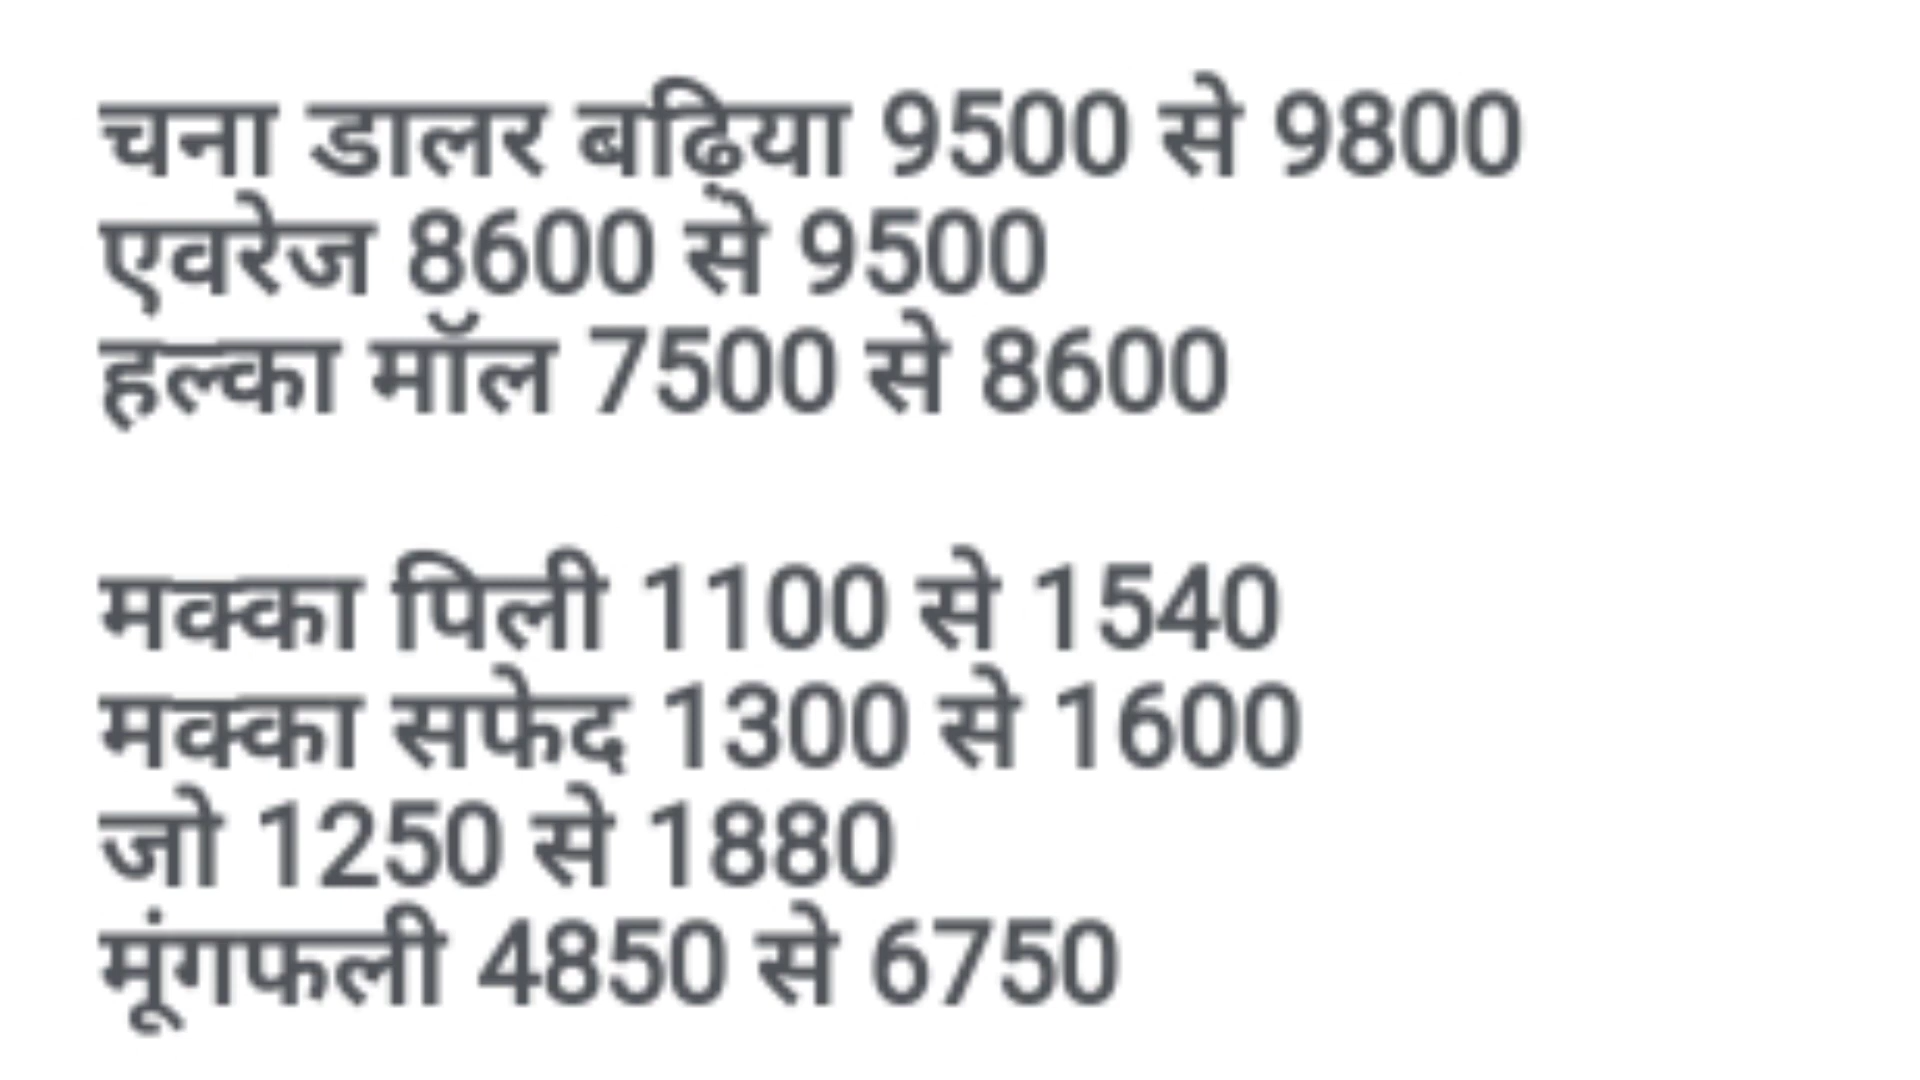 चना डालर बढ़िया 9500 से 9800
एवरेज 8600 से 9500
हल्का मॉल 7500 से 8600
मक्का पिली 1100 से 1540
मक्का सफेद 1300 से 1600
जो 1250 से 1880
मूंगफली 4850 से 6750